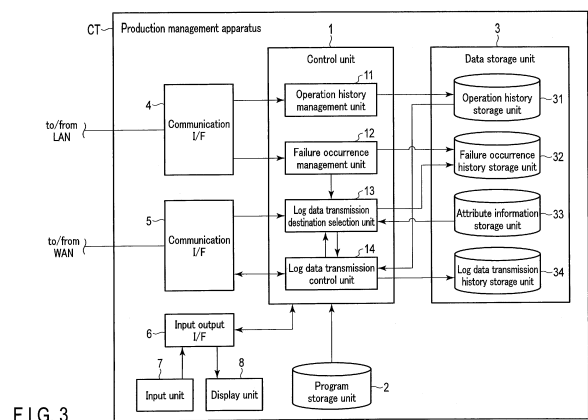 CT
Production management apparatus
1
3
Control unit
Data storage unit
11
4
Operation history
management unit
Operation history
storage unit
31
Communication
I/F
to/from
LAN
12
Failure occurrence
management unit
Failure occurrence
history storage unit
32
13
5
Log data transmission
destination selection unit
Attribute information
storage unit
33
Communication
I/F
to/from
WAN
14
Log data transmission
control unit
Log data transmission
history storage unit
34
6
Input output
I/F
7
8
Input unit
Display unit
Program
storage unit
2
FIG. 3